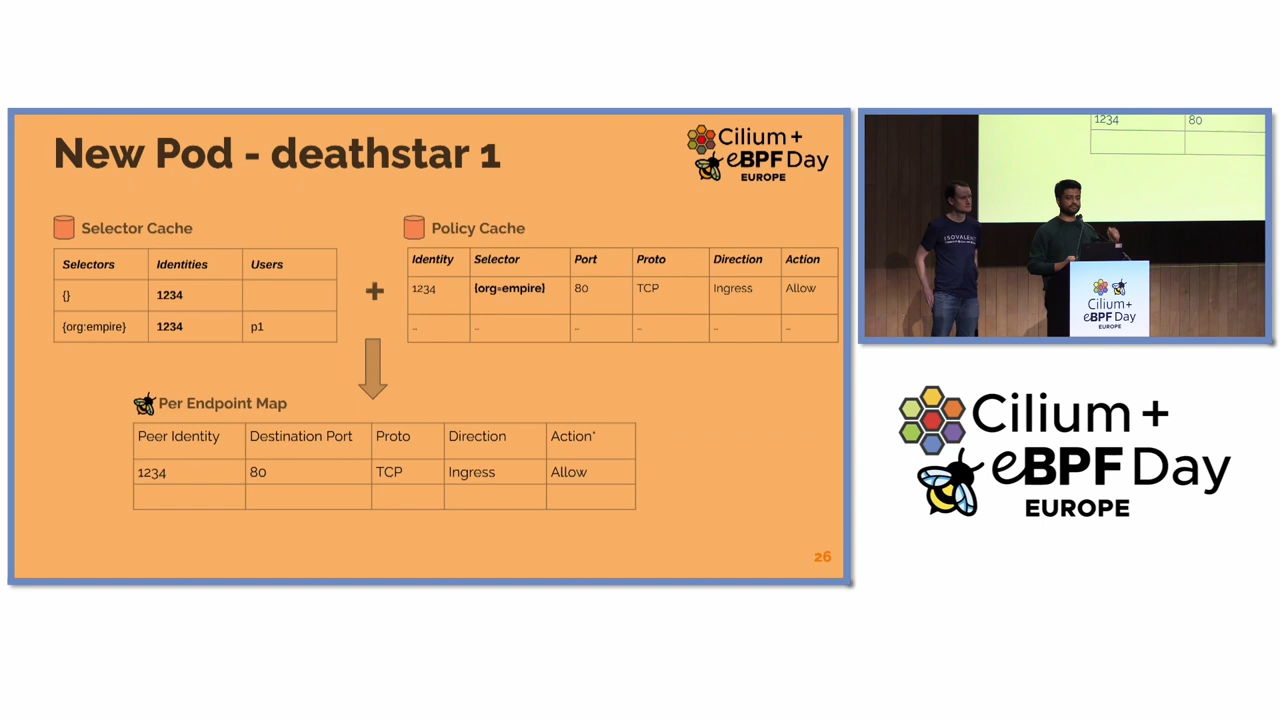 New Pod - deathstar 1
Cilium +
eBPF Day
EUROPE
Selector Cache
Selectors Identities Users
{} 1234
{org:empire} 1234 p1
+
Policy Cache
Identity Selector Port Proto Direction Action
1234 {org=empire} 80 TCP Ingress Allow
.. .. .. .. .. ..
Per Endpoint Map
Peer Identity Destination Port Proto Direction Action*
1234 80 TCP Ingress Allow
26
1234 80
ISOVALENT
Cilium +
eBPF Day
EUROPE
Cilium +
eBPF Day
EUROPE